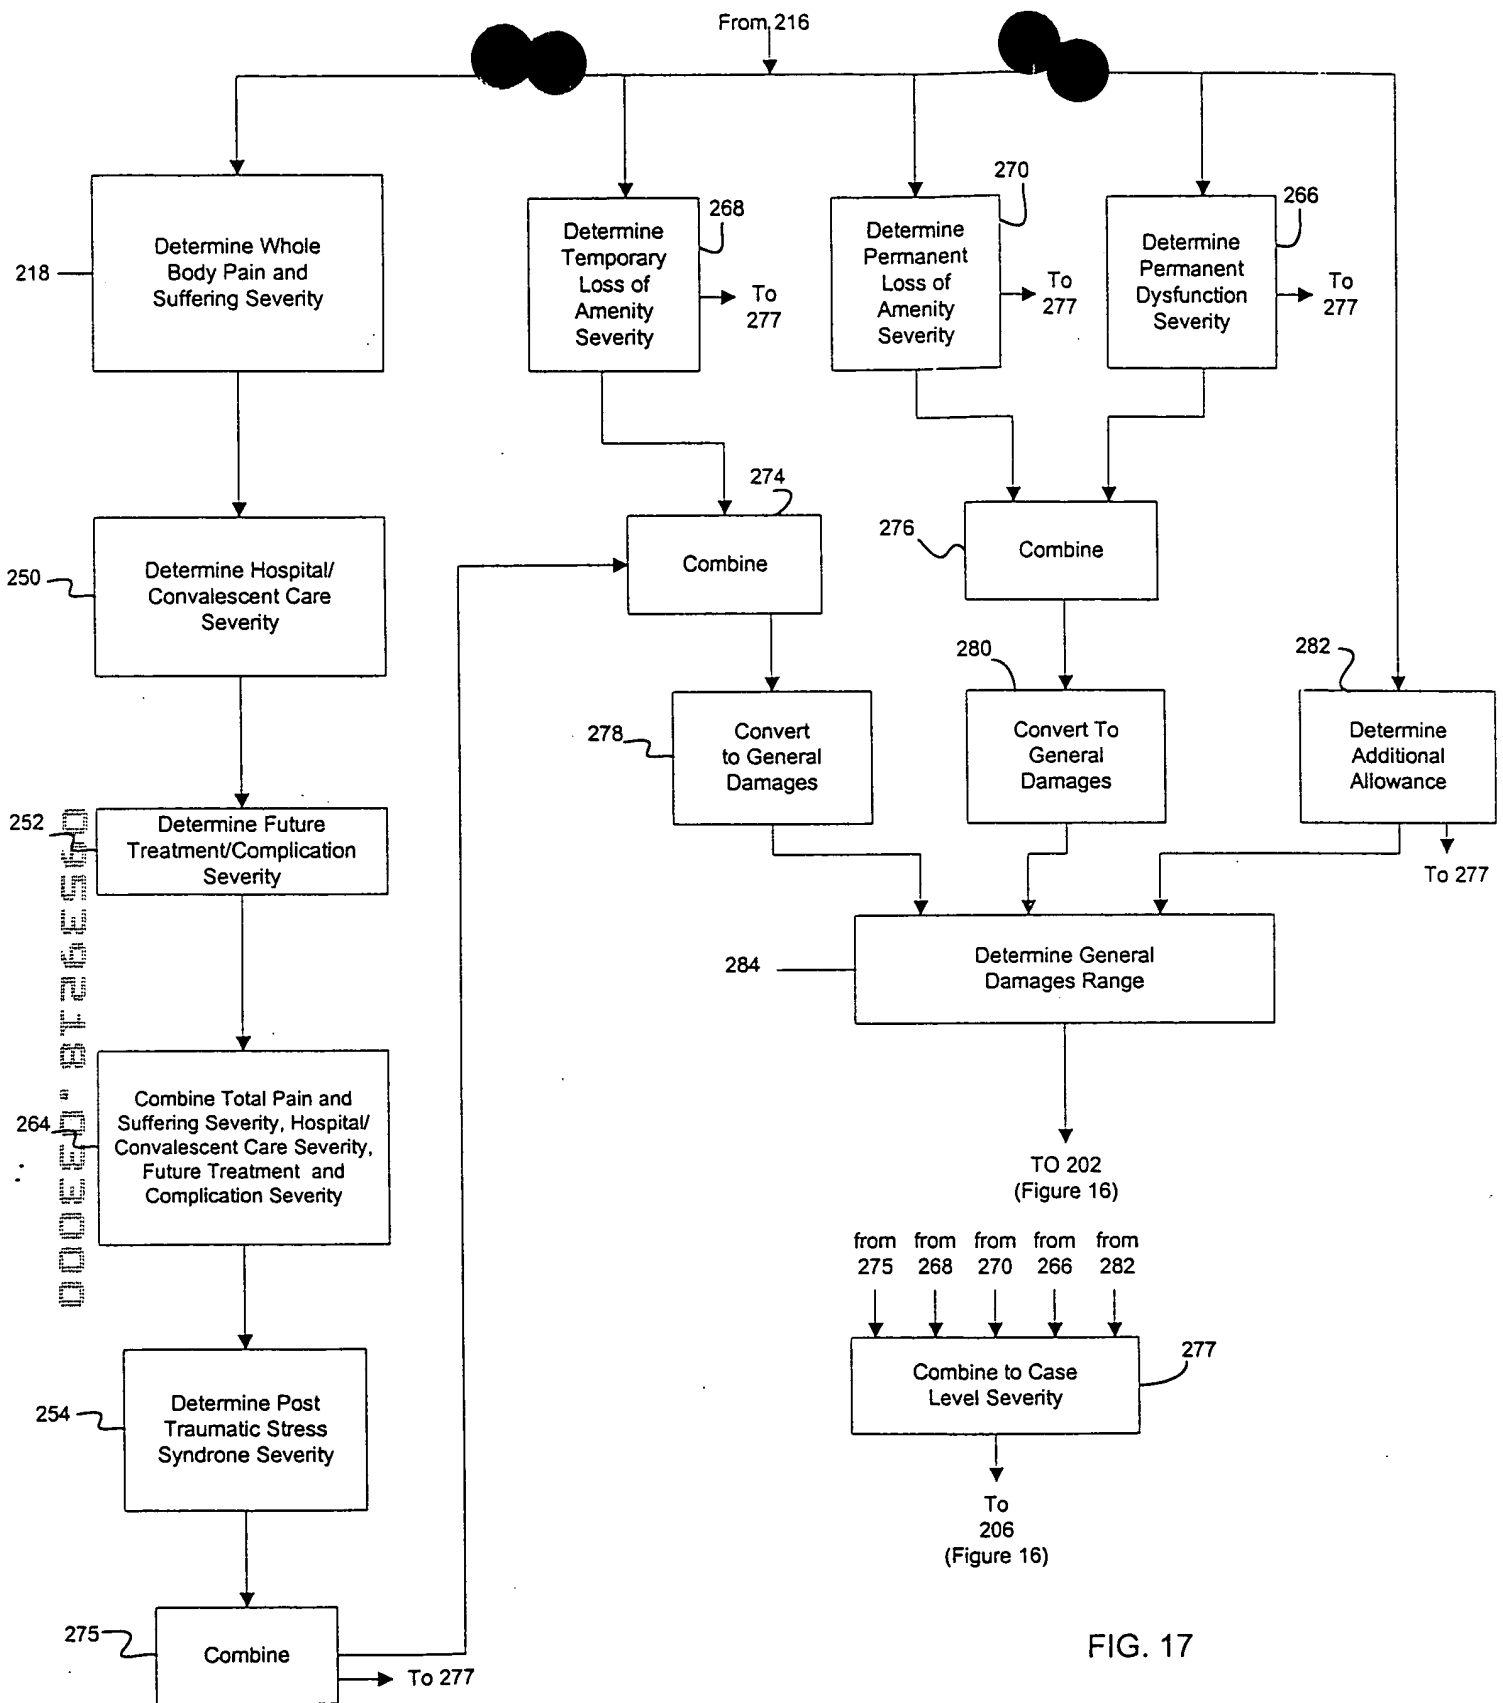 From 216
218
Determine Whole
Body Pain and
Suffering Severity
268
Determine
Temporary
Loss of
Amenity
Severity
To
277
270
Determine
Permanent
Loss of
Amenity
Severity
To
277
266
Determine
Permanent
Dysfunction
Severity
To
277
250
Determine Hospital/
Convalescent Care
Severity
274
Combine
276
Combine
278
Convert
to General
Damages
280
Convert To
General
Damages
282
Determine
Additional
Allowance
To 277
252
Determine Future
Treatment/Complication
Severity
284
Determine General
Damages Range
TO 202
(Figure 16)
264
Combine Total Pain and
Suffering Severity, Hospital/
Convalescent Care Severity,
Future Treatment and
Complication Severity
from from from from from
275 268 270 266 282
277
Combine to Case
Level Severity
To
206
(Figure 16)
254
Determine Post
Traumatic Stress
Syndrone Severity
275
Combine
To 277
FIG. 17